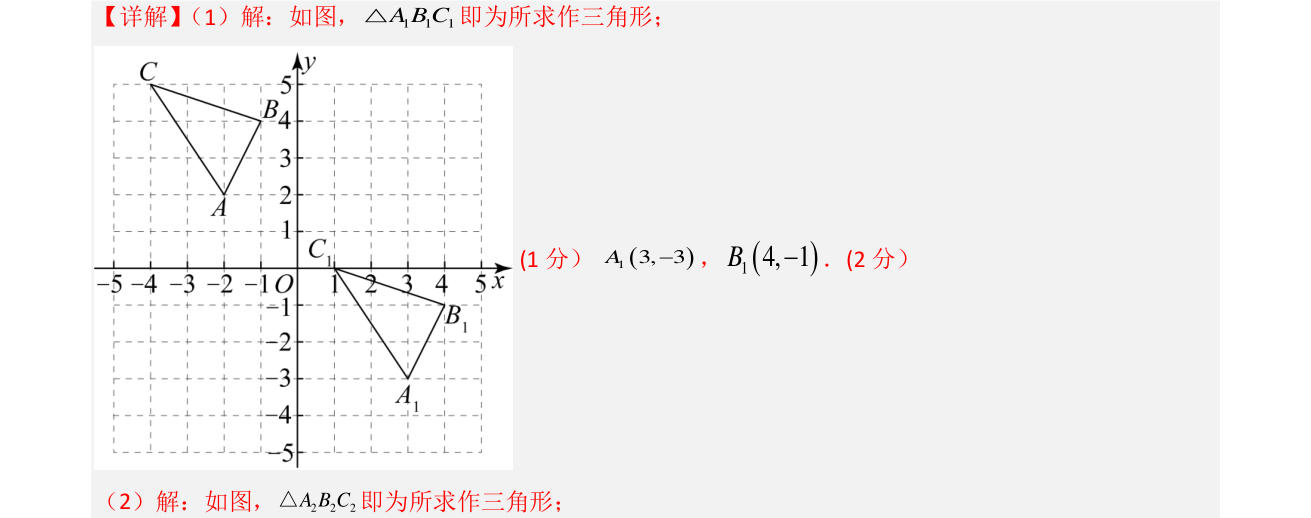 【详解】(1)解：如图，△A₁B₁C₁即为所求作三角形；
y
C
5
B
4
3
2
A
1
C₁
−5 −4 −3 −2 −1 O 1 2 3 4 5 x
−1
B₁
−2
−3
A₁
−4
−5
(1 分） A₁(3,−3)，B₁(4,−1)．(2 分）
（2）解：如图，△A₂B₂C₂即为所求作三角形；